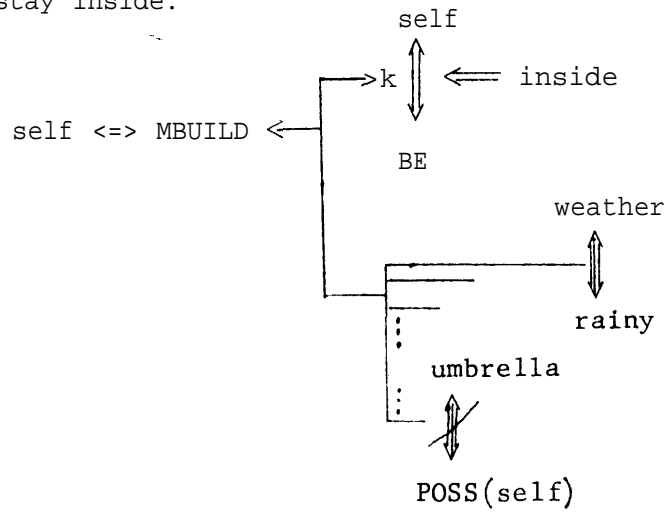 stay inside.
self
k
inside
self <=> MBUILD
BE
weather
rainy
umbrella
POSS(self)